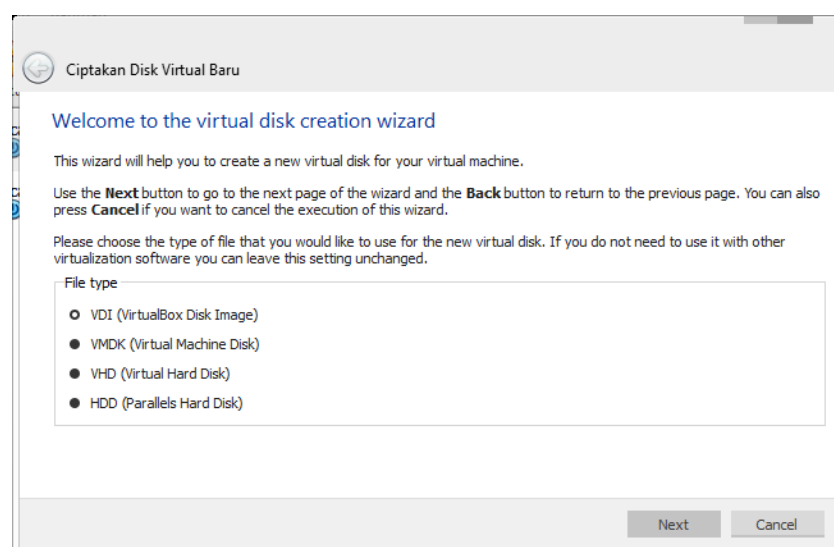 Ciptakan Disk Virtual Baru
Welcome to the virtual disk creation wizard
This wizard will help you to create a new virtual disk for your virtual machine.
Use the Next button to go to the next page of the wizard and the Back button to return to the previous page. You can also
press Cancel if you want to cancel the execution of this wizard.
Please choose the type of file that you would like to use for the new virtual disk. If you do not need to use it with other
virtualization software you can leave this setting unchanged.
File type
VDI (VirtualBox Disk Image)
VMDK (Virtual Machine Disk)
VHD (Virtual Hard Disk)
HDD (Parallels Hard Disk)
Next Cancel